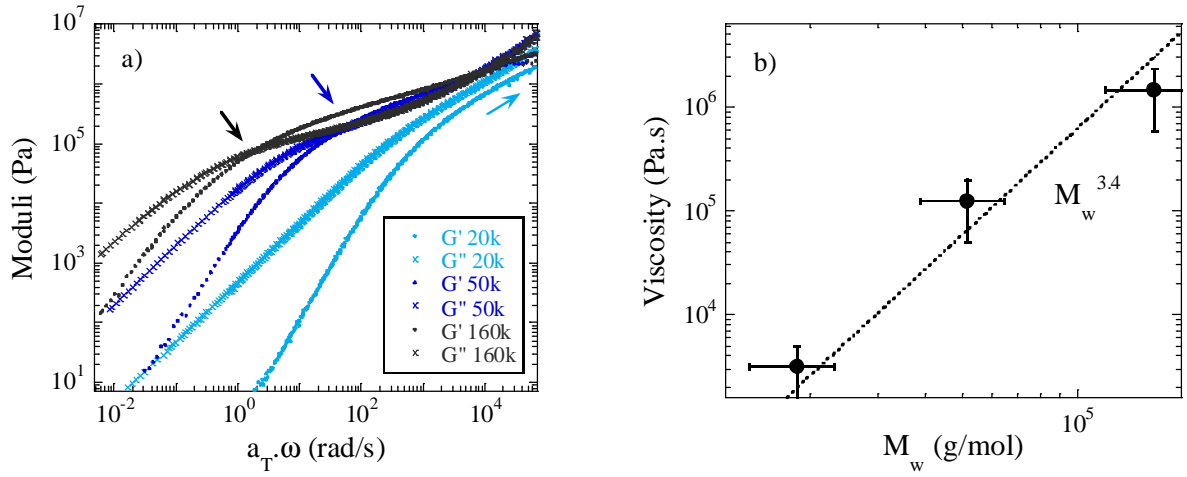 a)
Moduli (Pa)
10^7
10^5
10^3
10^1
10^-2
10^0
10^2
10^4
a_T.ω (rad/s)
G' 20k
G'' 20k
G' 50k
G'' 50k
G' 160k
G'' 160k
b)
Viscosity (Pa.s)
10^6
10^5
10^4
10^5
M_w (g/mol)
M_w^3.4